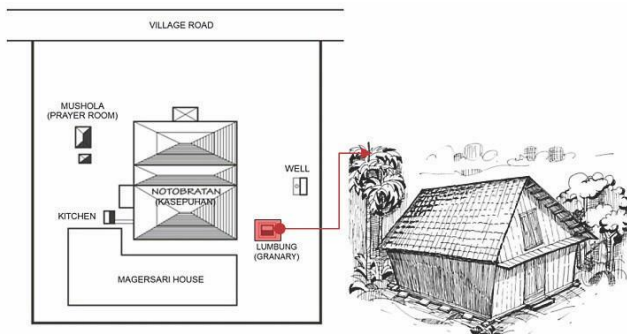 VILLAGE ROAD
MUSHOLA
(PRAYER ROOM)
WELL
NOTOBRATAN
(KASEPUHAN)
KITCHEN
LUMBUNG
(GRANARY)
MAGERSARI HOUSE